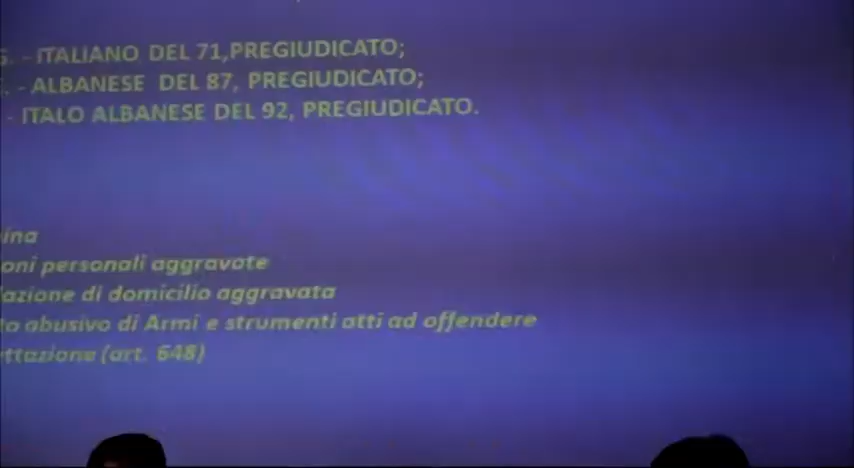 - ITALIANO DEL 71,PREGIUDICATO;
- ALBANESE DEL 87, PREGIUDICATO;
- ITALO ALBANESE DEL 92, PREGIUDICATO.
ina
oni personali aggravate
azione di domicilio aggravata
to abusivo di Armi e strumenti atti ad offendere
ttazione (art. 648)